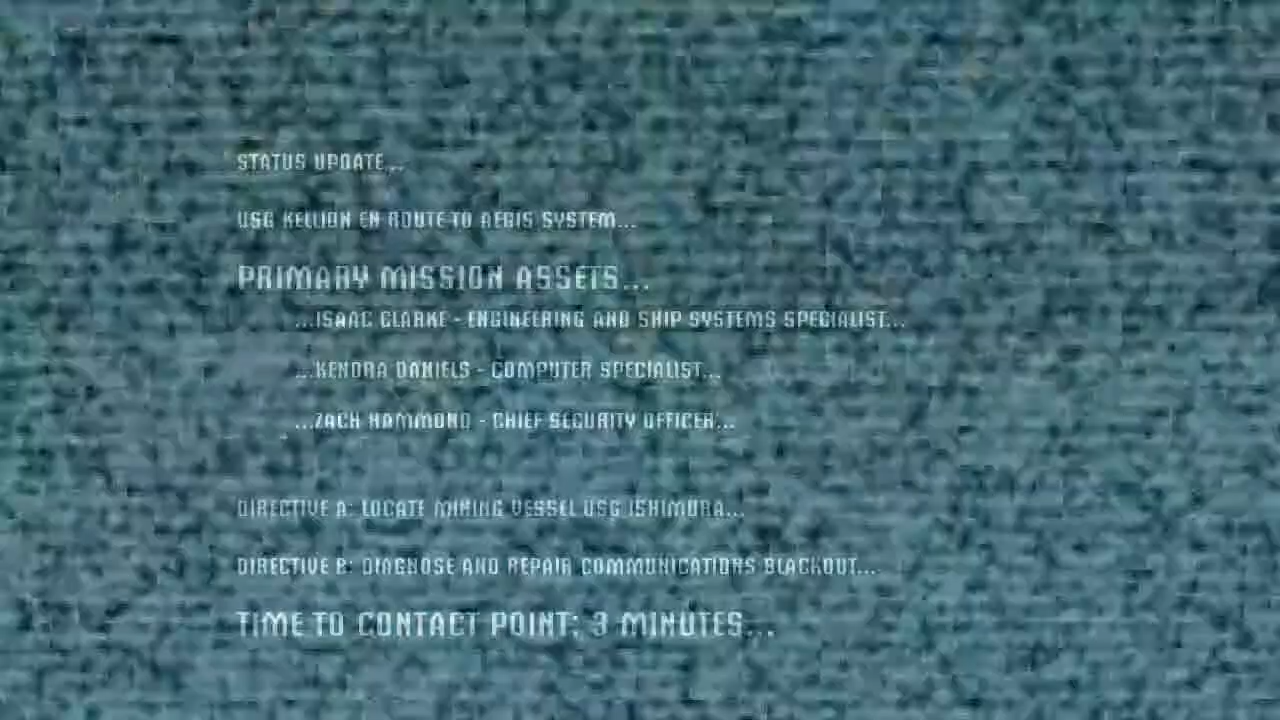 STATUS UPDATE...
USG KELLION EN ROUTE TO AEGIS SYSTEM...
PRIMARY MISSION ASSETS...
...ISAAC CLARKE - ENGINEERING AND SHIP SYSTEMS SPECIALIST...
...KENDRA DANIELS - COMPUTER SPECIALIST...
...ZACH HAMMOND - CHIEF SECURITY OFFICER...
DIRECTIVE A: LOCATE MINING VESSEL USG ISHIMURA...
DIRECTIVE B: DIAGNOSE AND REPAIR COMMUNICATIONS BLACKOUT...
TIME TO CONTACT POINT: 3 MINUTES...